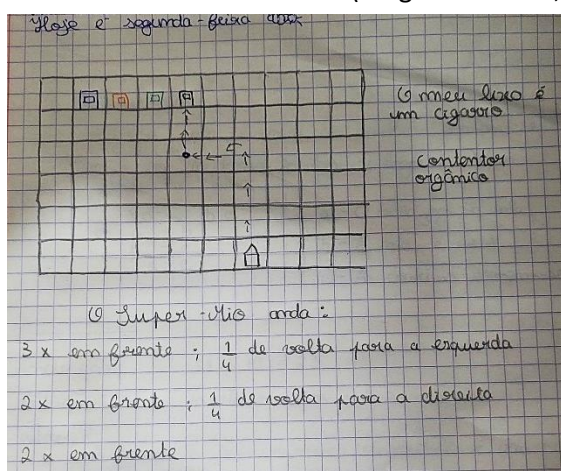 Hoje é segunda-feira
O meu lixo é
um cigarro
contentor
orgânico
O Super-Mio anda:
3 x em frente ; 1/4 de volta para a esquerda
2 x em frente ; 1/4 de volta para a direita
2 x em frente